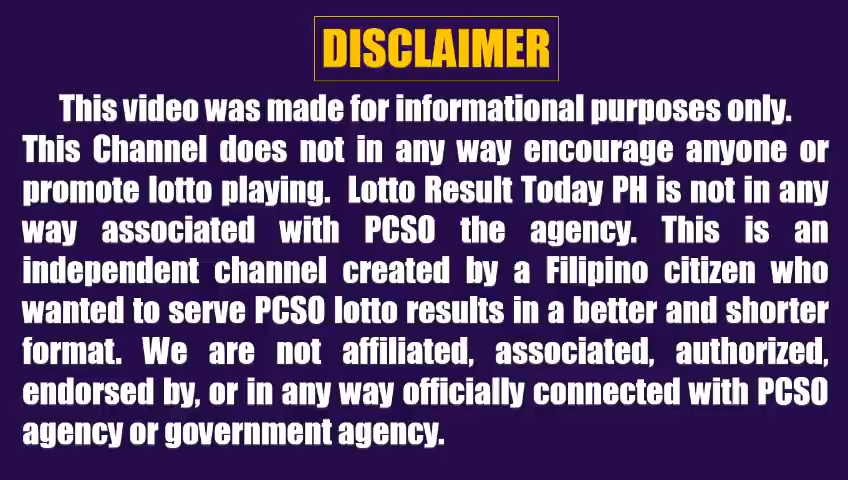 DISCLAIMER
This video was made for informational purposes only.
This Channel does not in any way encourage anyone or
promote lotto playing. Lotto Result Today PH is not in any
way associated with PCSO the agency. This is an
independent channel created by a Filipino citizen who
wanted to serve PCSO lotto results in a better and shorter
format. We are not affiliated, associated, authorized,
endorsed by, or in any way officially connected with PCSO
agency or government agency.